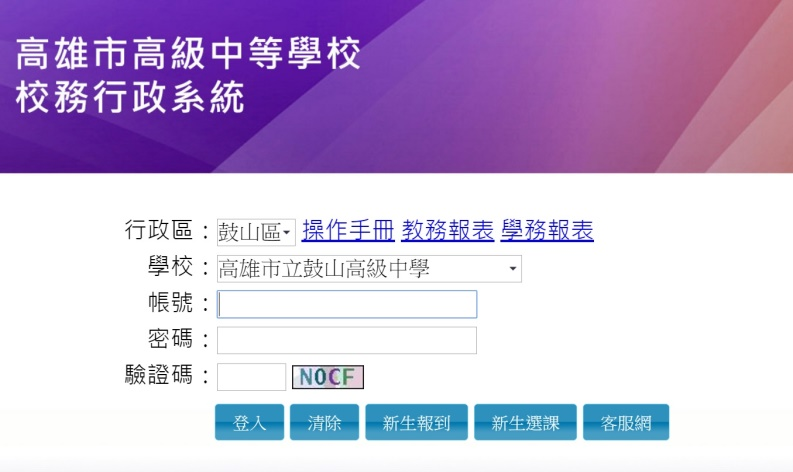 高雄市高級中等學校
校務行政系統
行政區：鼓山區 操作手冊 教務報表 學務報表
學校：高雄市立鼓山高級中學
帳號：
密碼：
驗證碼： NOCF
登入 清除 新生報到 新生選課 客服網